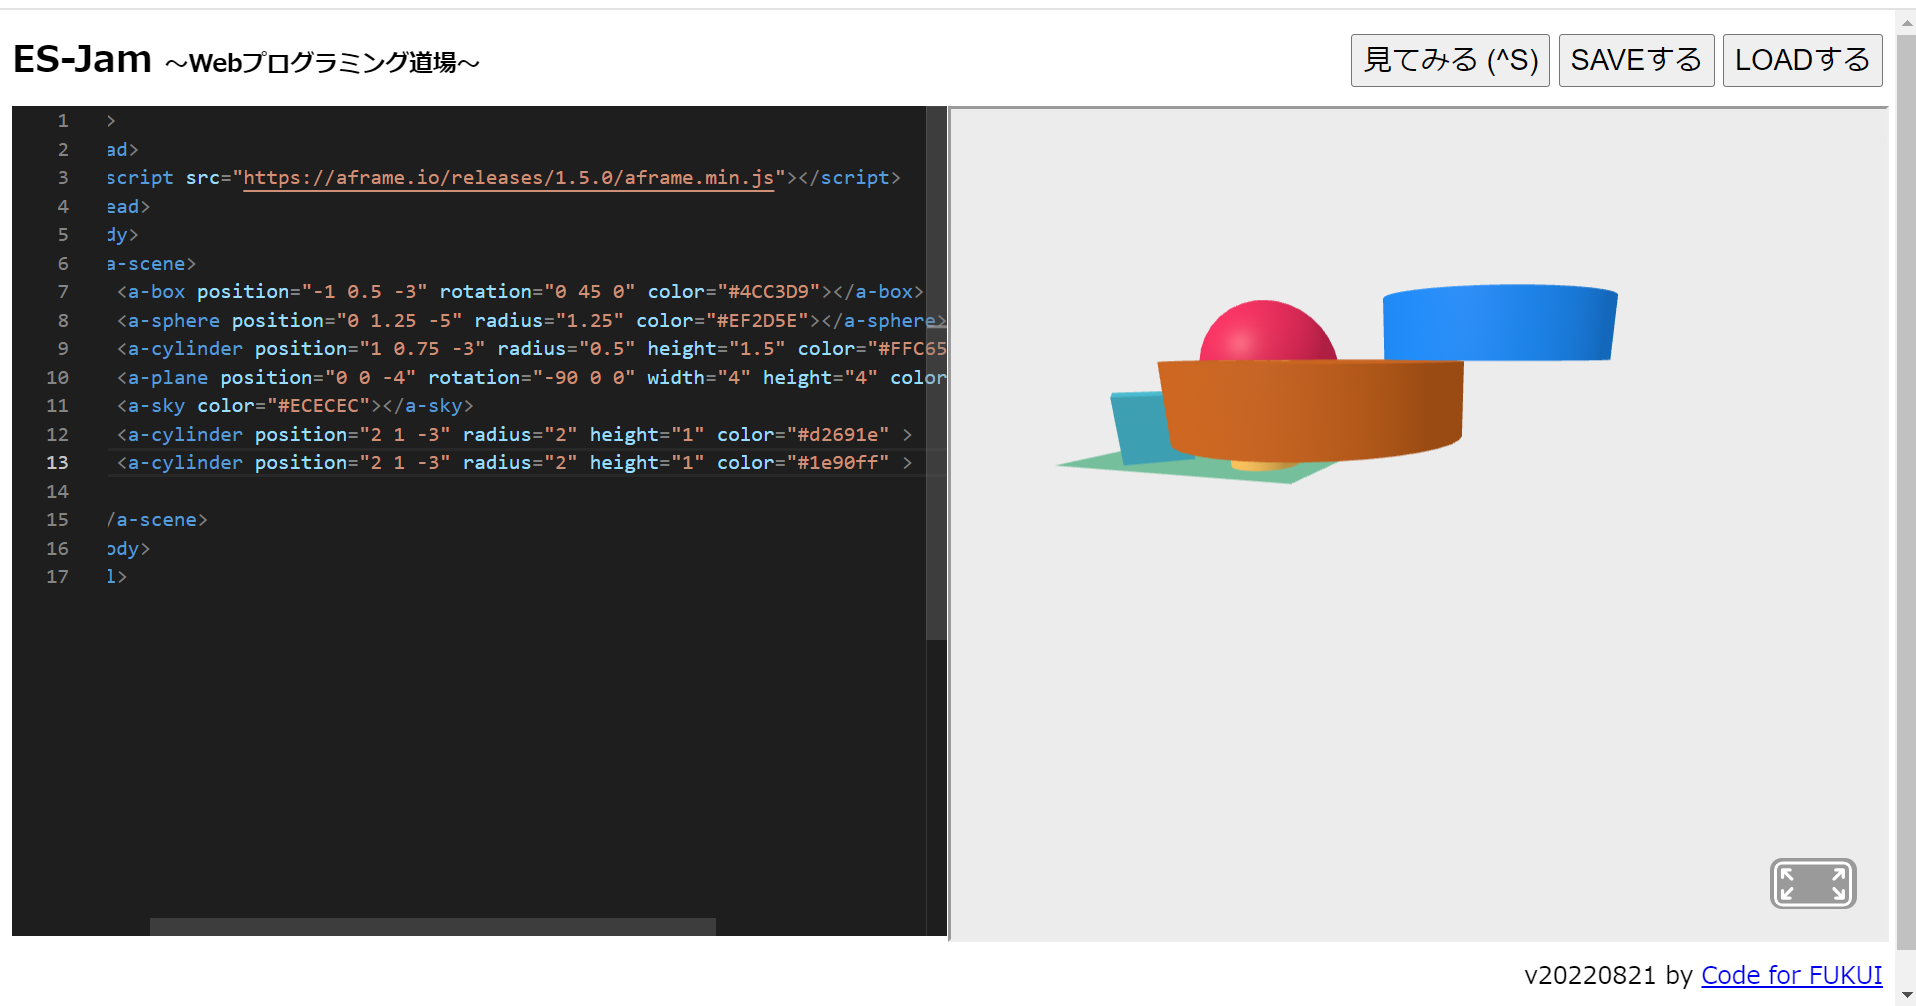 ES-Jam ～Webプログラミング道場～
見てみる (^S) SAVEする LOADする
1 >
2 ad>
3 script src="https://aframe.io/releases/1.5.0/aframe.min.js"></script>
4 ead>
5 dy>
6 a-scene>
7 <a-box position="-1 0.5 -3" rotation="0 45 0" color="#4CC3D9"></a-box>
8 <a-sphere position="0 1.25 -5" radius="1.25" color="#EF2D5E"></a-sphere>
9 <a-cylinder position="1 0.75 -3" radius="0.5" height="1.5" color="#FFC65
10 <a-plane position="0 0 -4" rotation="-90 0 0" width="4" height="4" color
11 <a-sky color="#ECECEC"></a-sky>
12 <a-cylinder position="2 1 -3" radius="2" height="1" color="#d2691e" >
13 <a-cylinder position="2 1 -3" radius="2" height="1" color="#1e90ff" >
14
15 /a-scene>
16 ody>
17 l>
v20220821 by Code for FUKUI